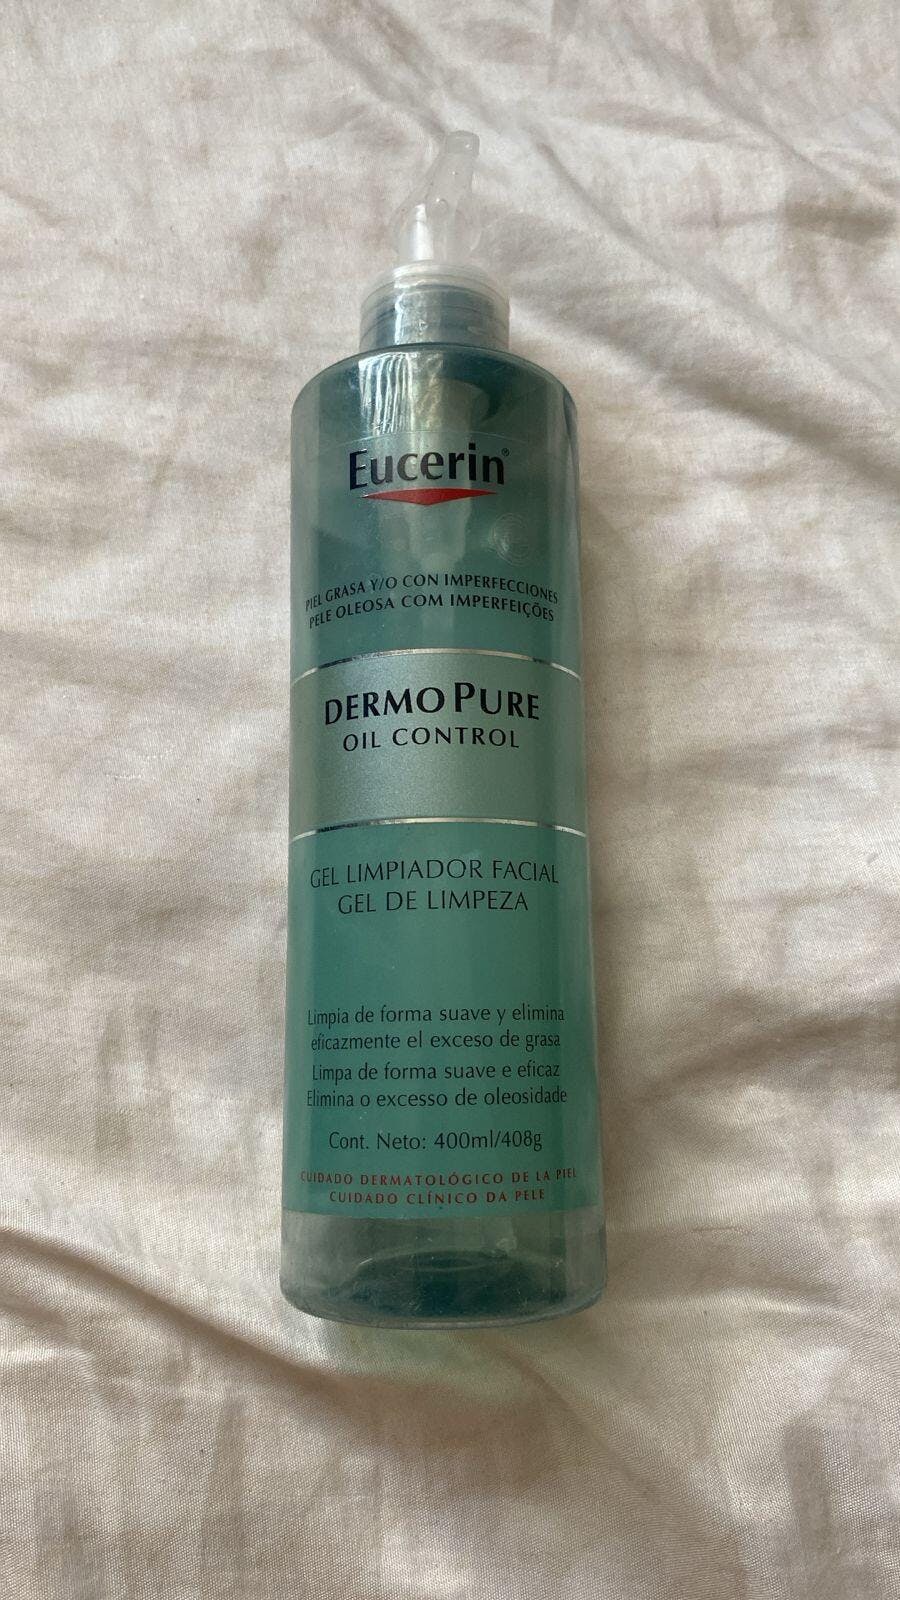 Eucerin®
PIEL GRASA Y/O CON IMPERFECCIONES
PELE OLEOSA COM IMPERFEIÇÕES
DERMOPURE
OIL CONTROL
GEL LIMPIADOR FACIAL
GEL DE LIMPEZA
Limpia de forma suave y elimina
eficazmente el exceso de grasa
Limpa de forma suave e eficaz
Elimina o excesso de oleosidade
Cont. Neto: 400ml/408g
CUIDADO DERMATOLÓGICO DE LA PIEL
CUIDADO CLÍNICO DA PELE